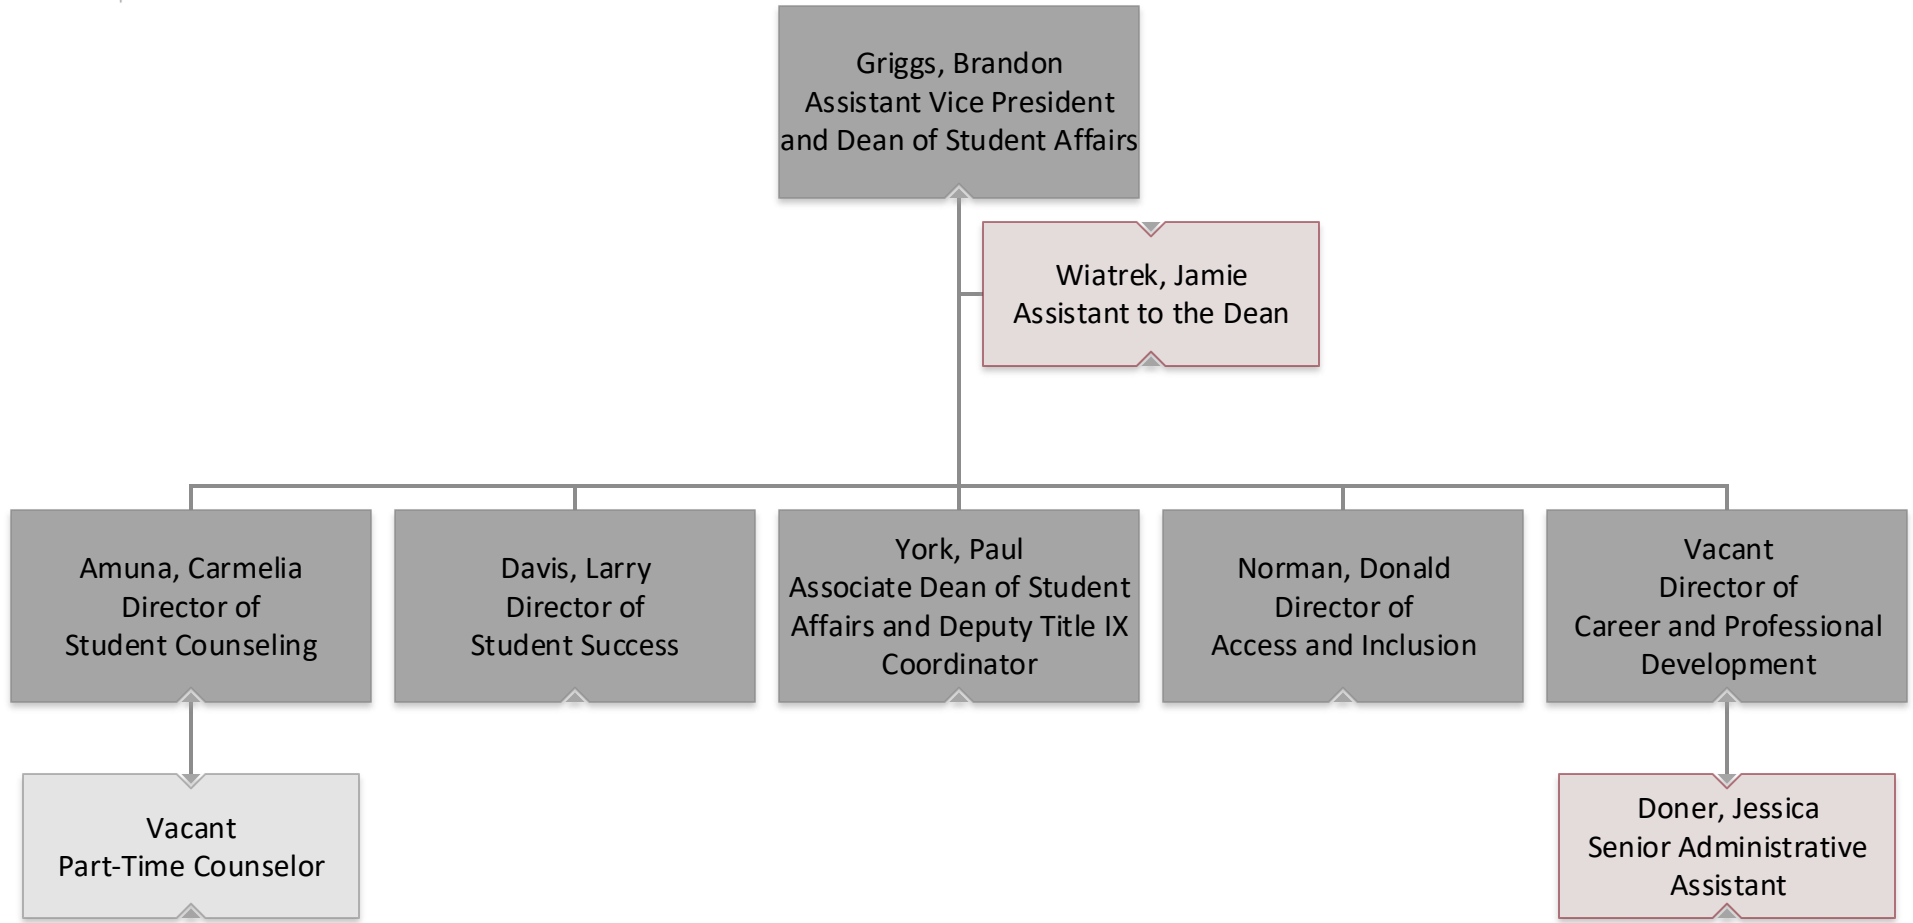 Griggs, Brandon
Assistant Vice President
and Dean of Student Affairs
Wiatrek, Jamie
Assistant to the Dean
Amuna, Carmelia
Director of
Student Counseling
Davis, Larry
Director of
Student Success
York, Paul
Associate Dean of Student
Affairs and Deputy Title IX
Coordinator
Norman, Donald
Director of
Access and Inclusion
Vacant
Director of
Career and Professional
Development
Vacant
Part-Time Counselor
Doner, Jessica
Senior Administrative
Assistant